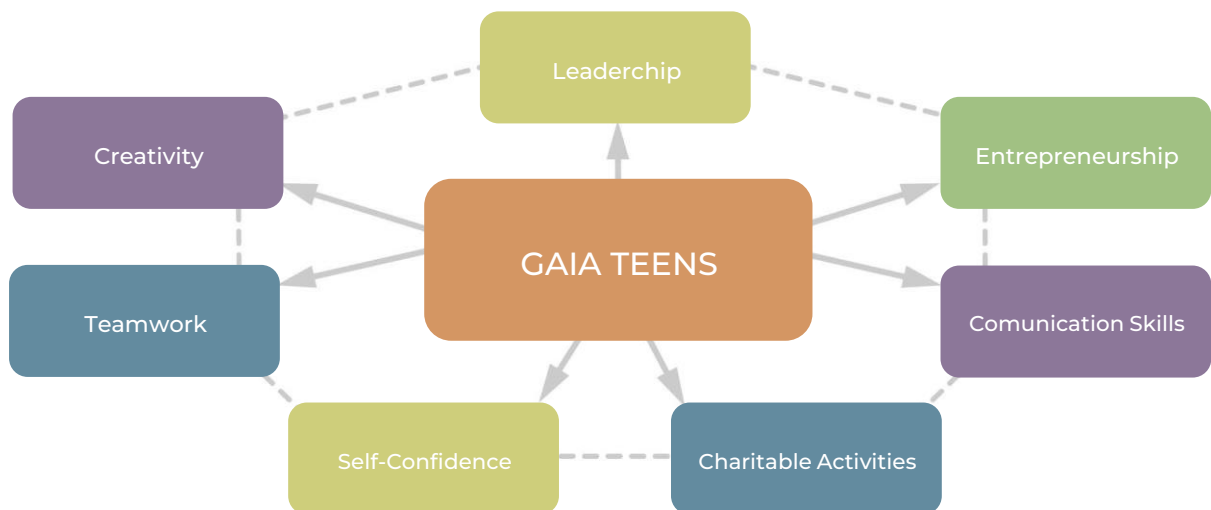 Leaderchip
Creativity
Entrepreneurship
GAIA TEENS
Teamwork
Comunication Skills
Self-Confidence
Charitable Activities